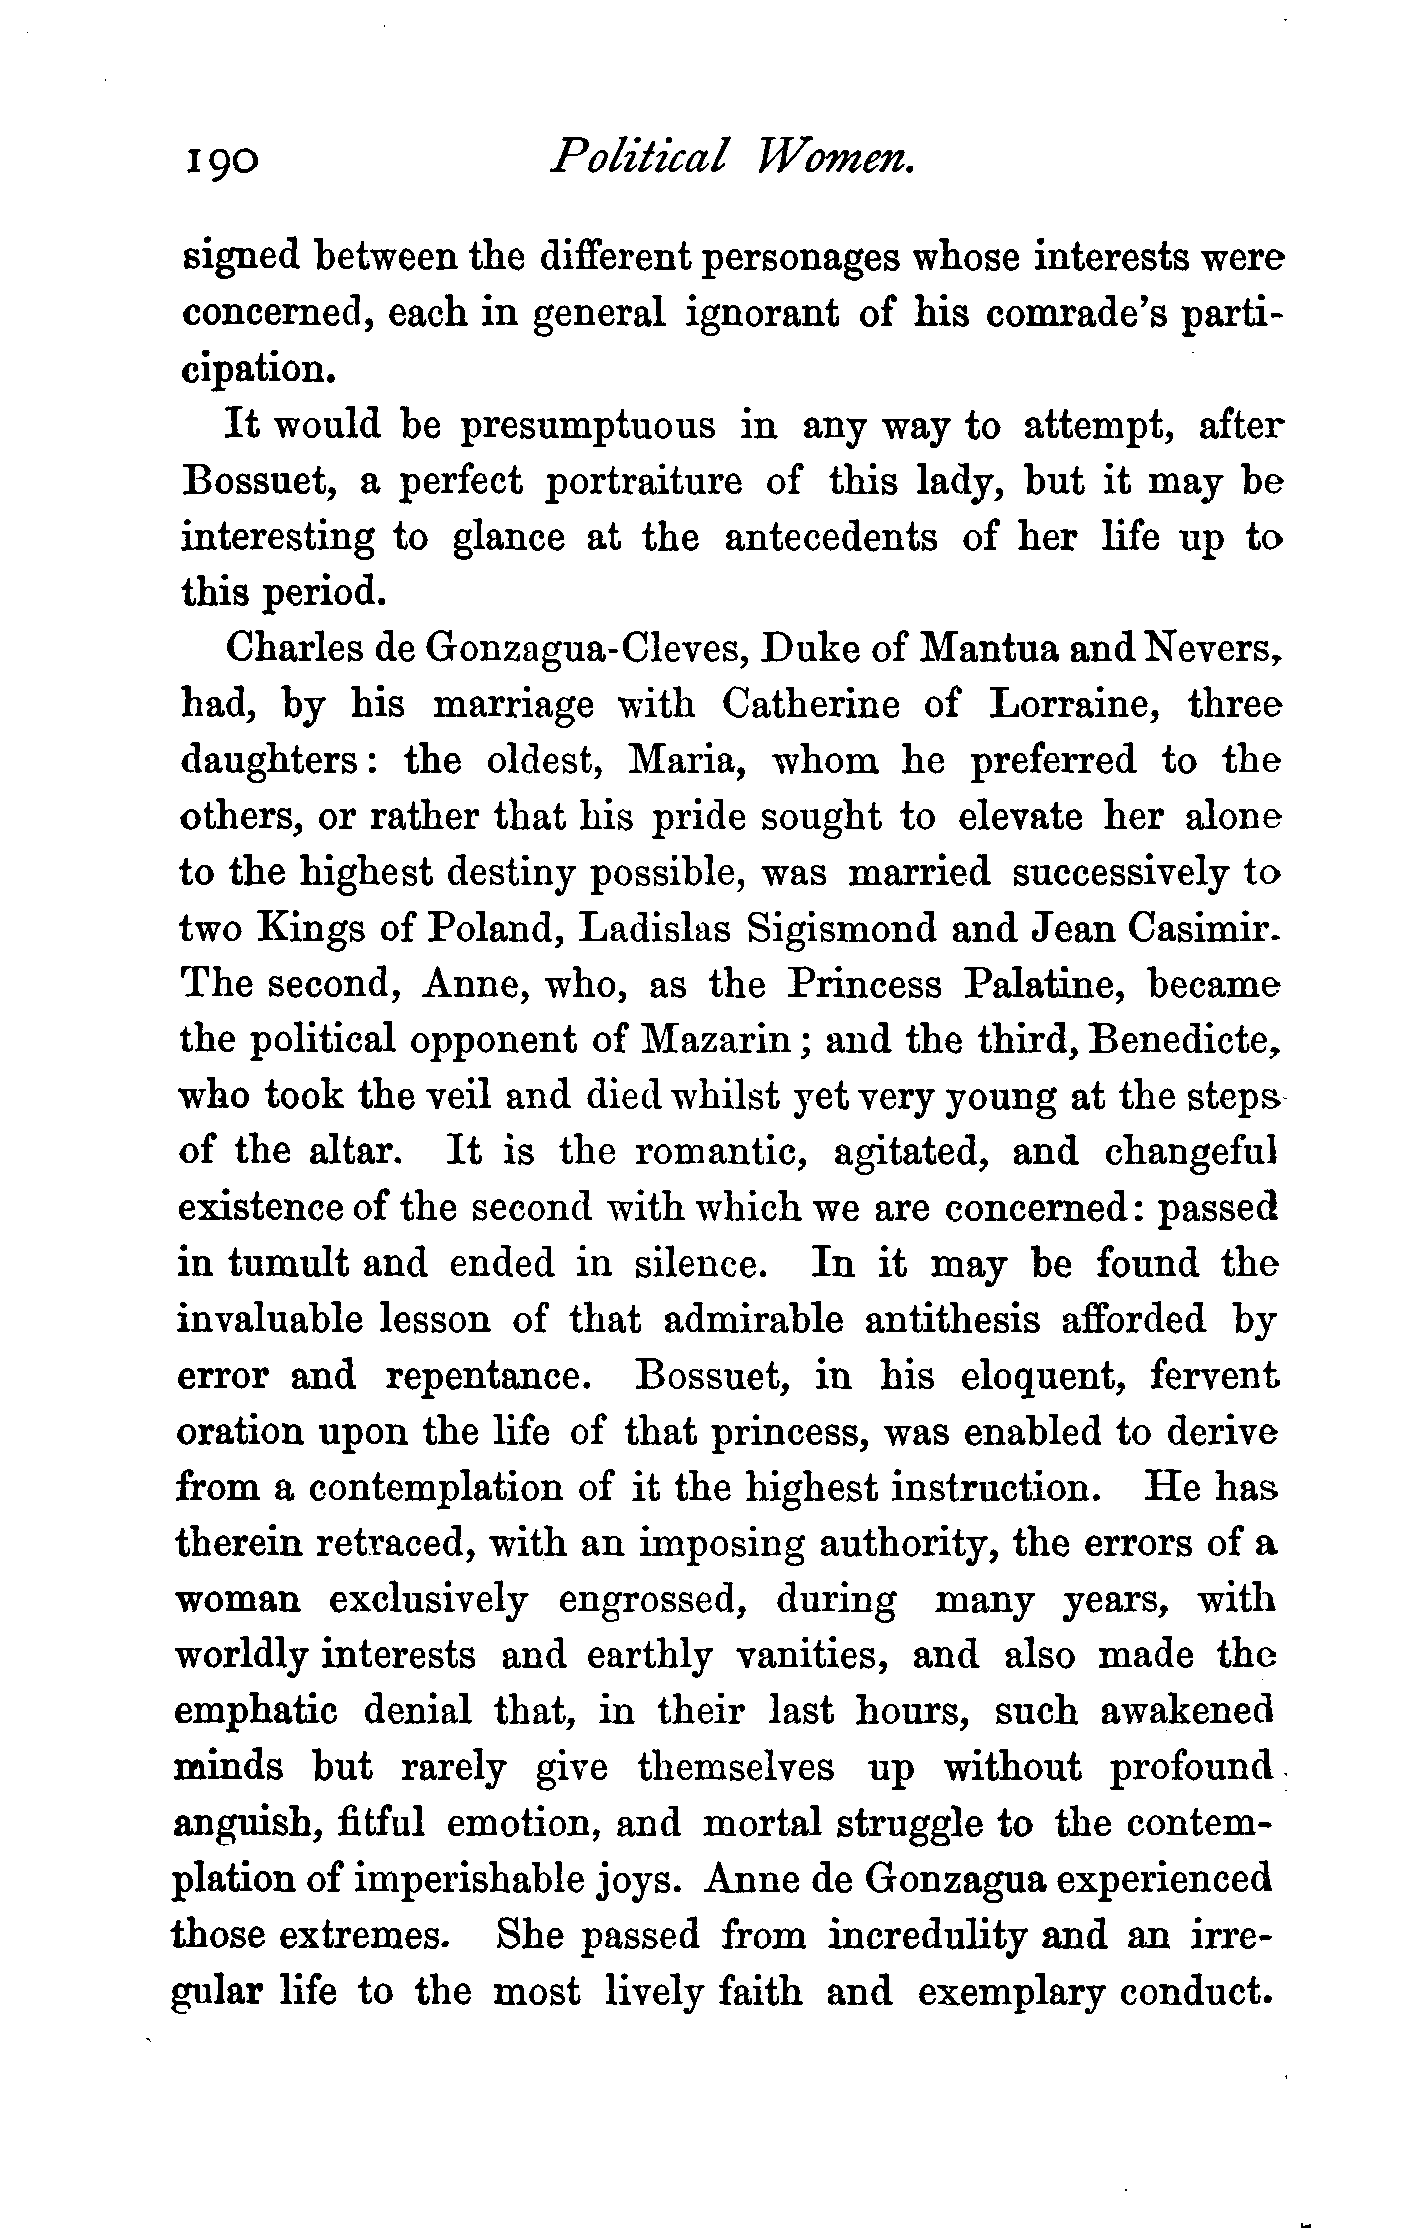 190 Political Women.
signed between the different personages whose interests were
concerned, each in general ignorant of his comrade's parti-
cipation.
It would be presumptuous in any way to attempt, after
Bossuet, a perfect portraiture of this lady, but it may be
interesting to glance at the antecedents of her life up to
this period.
Charles de Gonzagua-Cleves, Duke of Mantua and Nevers,
had, by his marriage with Catherine of Lorraine, three
daughters: the oldest, Maria, whom he preferred to the
others, or rather that his pride sought to elevate her alone
to the highest destiny possible, was married successively to
two Kings of Poland, Ladislas Sigismond and Jean Casimir.
The second, Anne, who, as the Princess Palatine, became
the political opponent of Mazarin; and the third, Benedicte,
who took the veil and died whilst yet very young at the steps
of the altar. It is the romantic, agitated, and changeful
existence of the second with which we are concerned: passed
in tumult and ended in silence. In it may be found the
invaluable lesson of that admirable antithesis afforded by
error and repentance. Bossuet, in his eloquent, fervent
oration upon the life of that princess, was enabled to derive
from a contemplation of it the highest instruction. He has
therein retraced, with an imposing authority, the errors of a
woman exclusively engrossed, during many years, with
worldly interests and earthly vanities, and also made the
emphatic denial that, in their last hours, such awakened
minds but rarely give themselves up without profound
anguish, fitful emotion, and mortal struggle to the contem-
plation of imperishable joys. Anne de Gonzagua experienced
those extremes. She passed from incredulity and an irre-
gular life to the most lively faith and exemplary conduct.